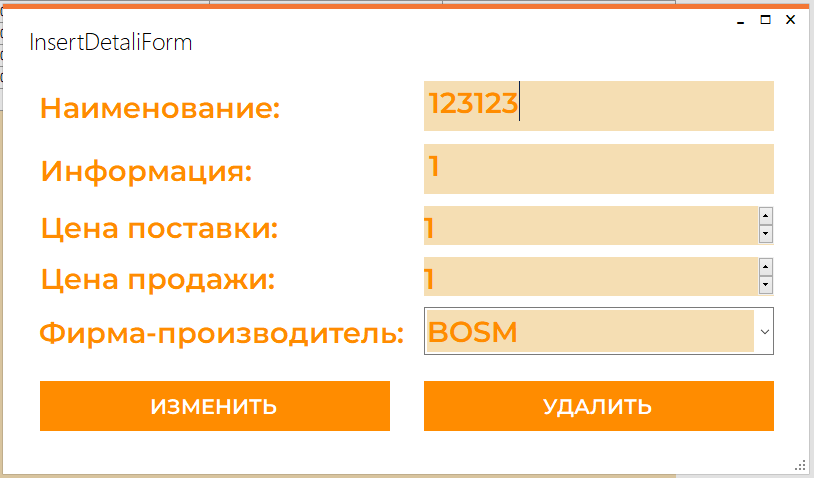 InsertDetaliForm
Наименование: 123123
Информация: 1
Цена поставки: 1
Цена продажи: 1
Фирма-производитель: BOSM
ИЗМЕНИТЬ УДАЛИТЬ